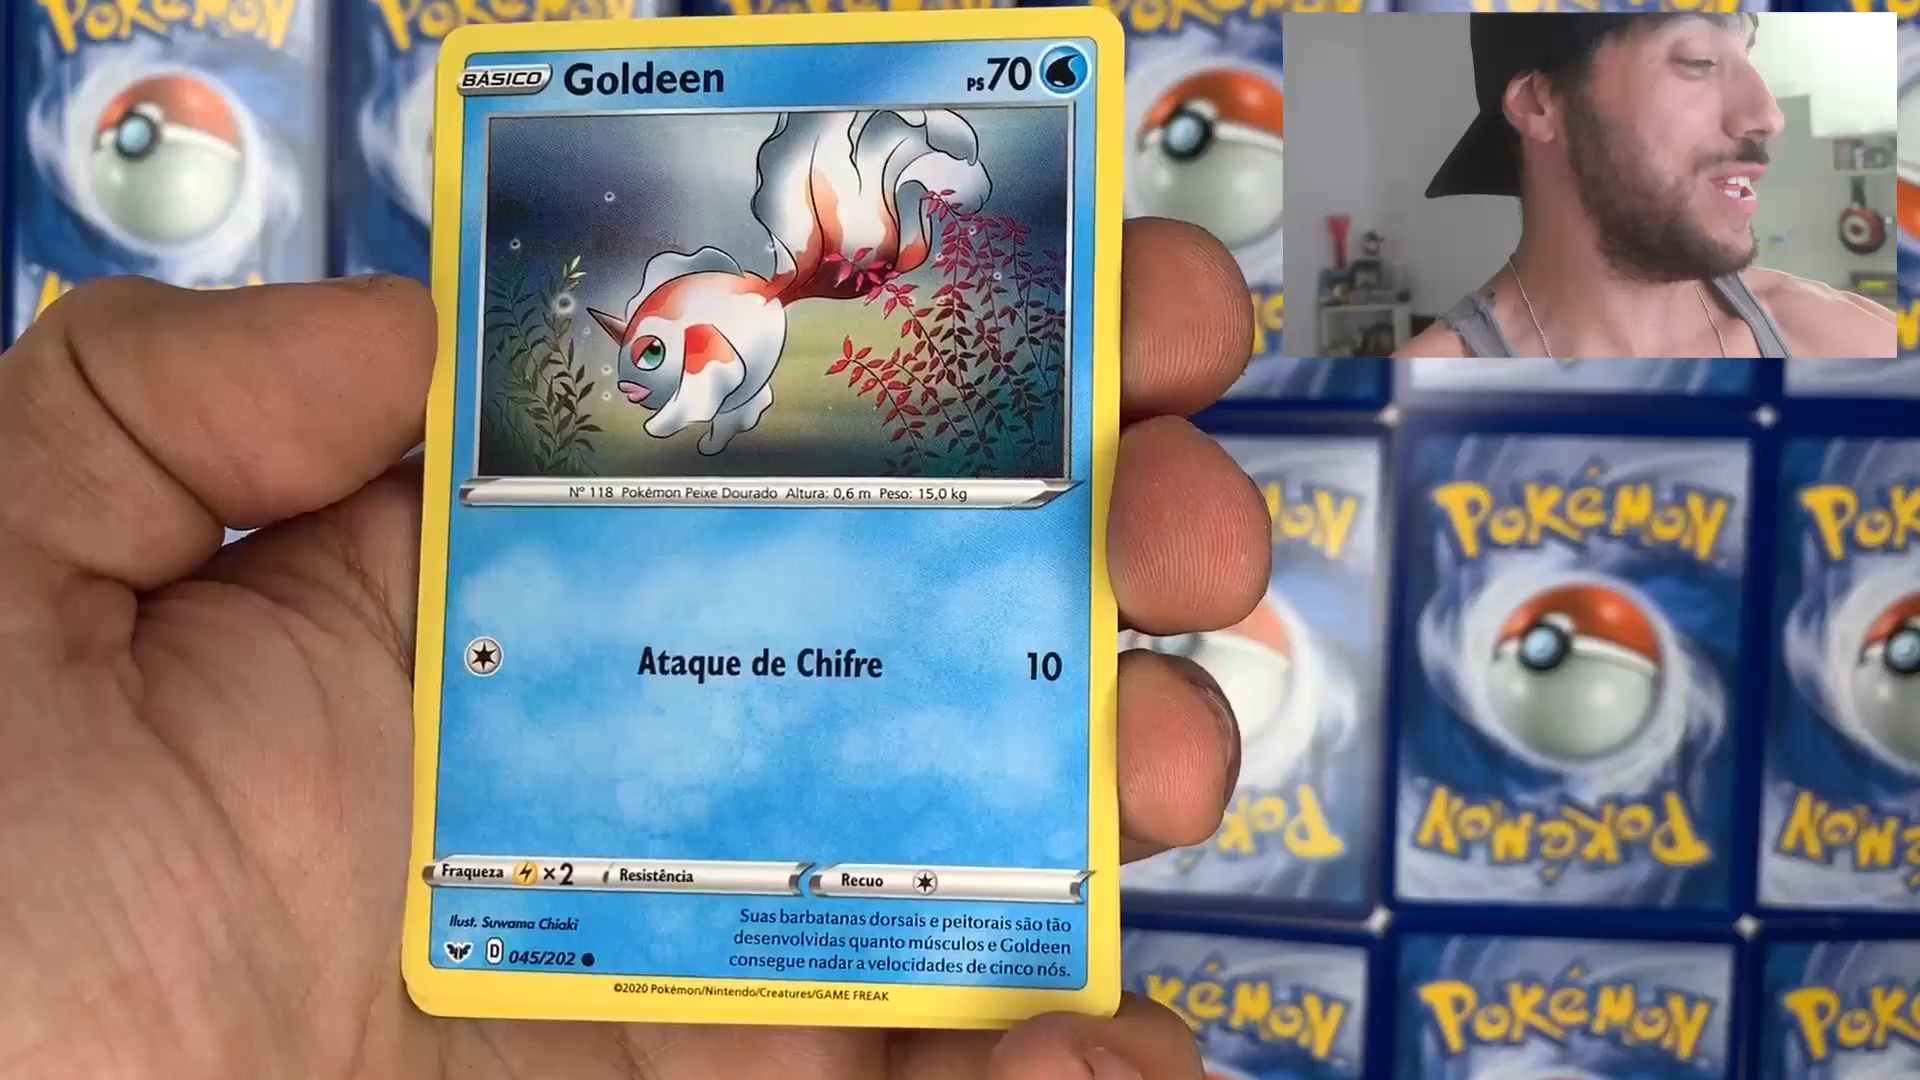 BÁSICO Goldeen PS70
Nº 118 Pokémon Peixe Dourado Altura: 0,6 m Peso: 15,0 kg
Ataque de Chifre 10
Fraqueza ×2 Resistência Recuo
Ilust. Suwama Chiaki
Suas barbatanas dorsais e peitorais são tão
desenvolvidas quanto músculos e Goldeen
consegue nadar a velocidades de cinco nós.
D 045/202
©2020 Pokémon/Nintendo/Creatures/GAME FREAK
POKéMON
POKéMON
POKéMON